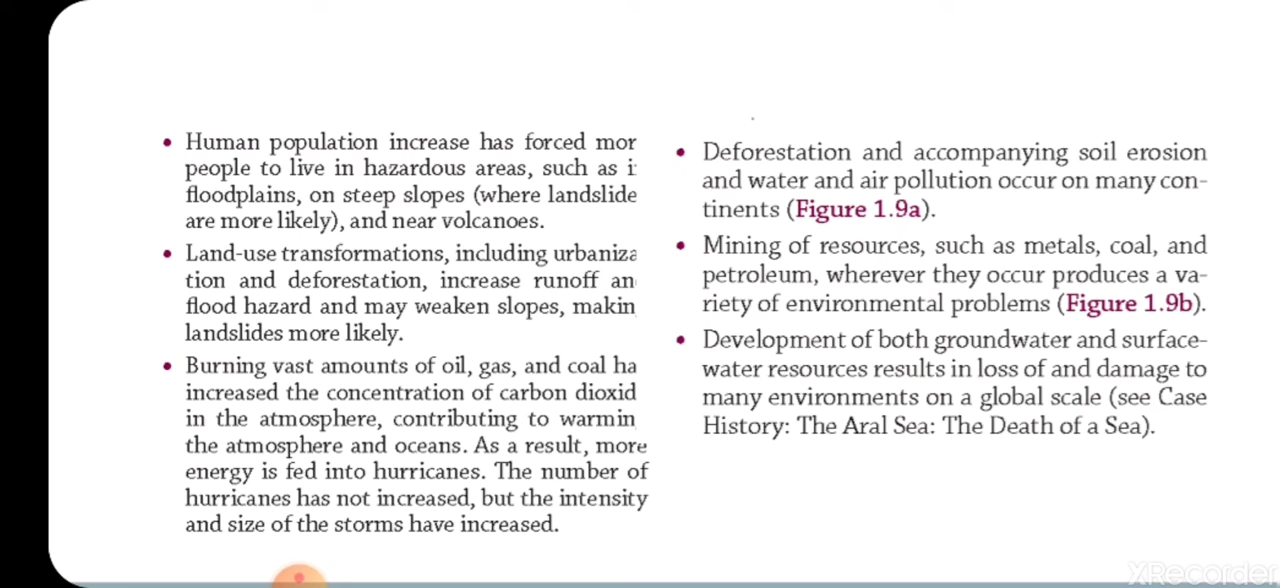 • Human population increase has forced mor
people to live in hazardous areas, such as i
floodplains, on steep slopes (where landslide
are more likely), and near volcanoes.
• Land-use transformations, including urbaniza
tion and deforestation, increase runoff an
flood hazard and may weaken slopes, makin
landslides more likely.
• Burning vast amounts of oil, gas, and coal ha
increased the concentration of carbon dioxid
in the atmosphere, contributing to warmin
the atmosphere and oceans. As a result, more
energy is fed into hurricanes. The number of
hurricanes has not increased, but the intensity
and size of the storms have increased.
• Deforestation and accompanying soil erosion
and water and air pollution occur on many con-
tinents (Figure 1.9a).
• Mining of resources, such as metals, coal, and
petroleum, wherever they occur produces a va-
riety of environmental problems (Figure 1.9b).
• Development of both groundwater and surface-
water resources results in loss of and damage to
many environments on a global scale (see Case
History: The Aral Sea: The Death of a Sea).
XRecorder